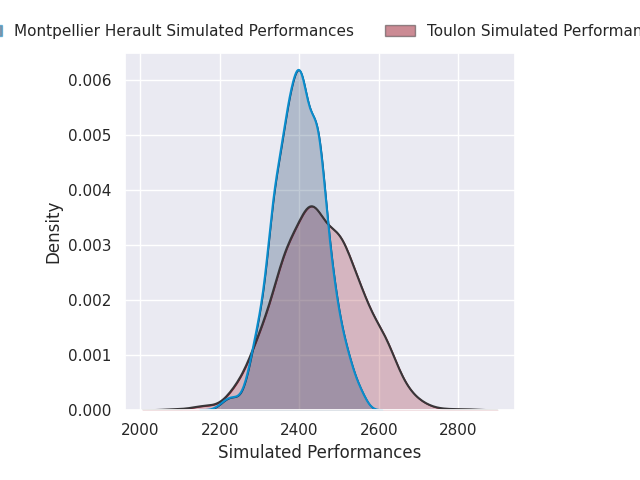 Montpellier Herault Simulated Performances
Toulon Simulated
0.006
0.005
0.004
0.003
0.002
0.001
0.000
Density
2000 2200 2400 2600 2800
Simulated Performances